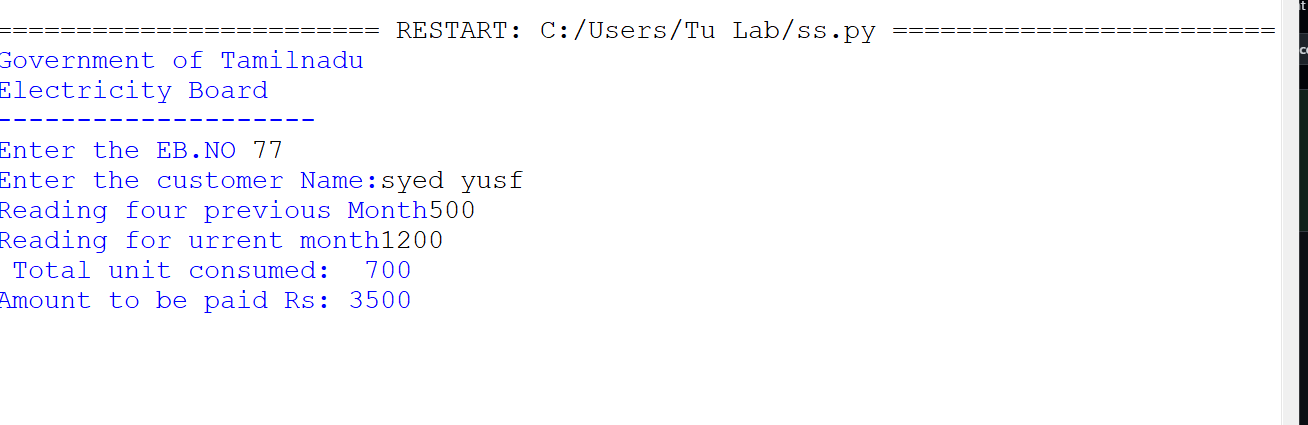 ======================== RESTART: C:/Users/Tu Lab/ss.py ========================
Government of Tamilnadu
Electricity Board
--------------------
Enter the EB.NO 77
Enter the customer Name:syed yusf
Reading four previous Month500
Reading for urrent month1200
 Total unit consumed:  700
Amount to be paid Rs: 3500